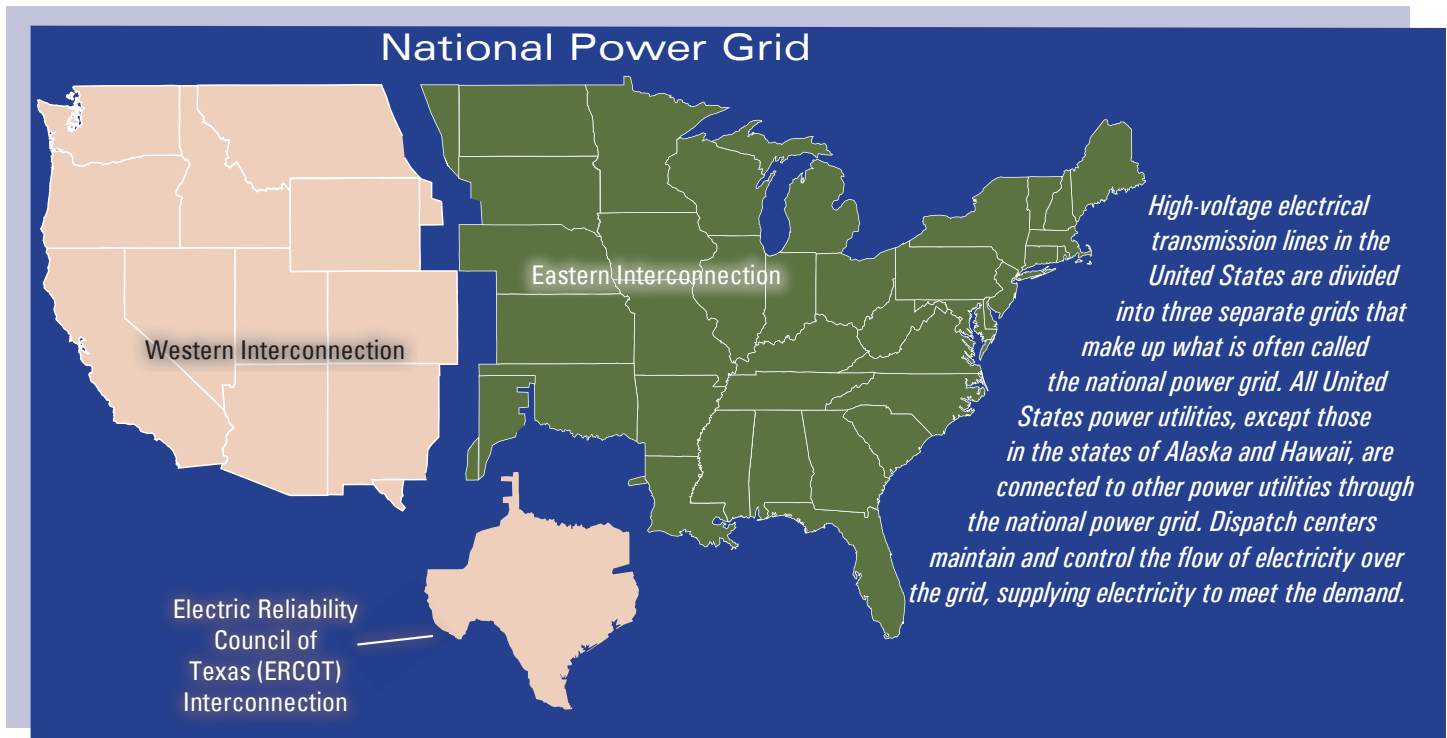 National Power Grid
High-voltage electrical
transmission lines in the
United States are divided
into three separate grids that
make up what is often called
the national power grid. All United
States power utilities, except those
in the states of Alaska and Hawaii, are
connected to other power utilities through
the national power grid. Dispatch centers
maintain and control the flow of electricity over
the grid, supplying electricity to meet the demand.
Eastern Interconnection
Western Interconnection
Electric Reliability
Council of
Texas (ERCOT)
Interconnection